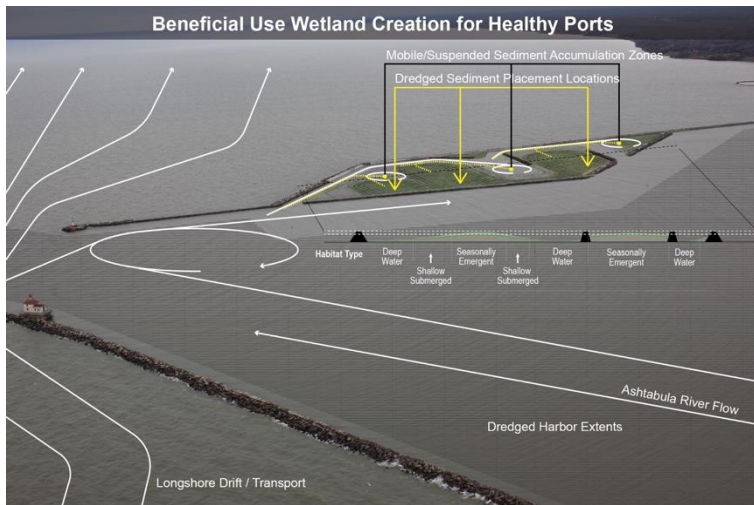 Beneficial Use Wetland Creation for Healthy Ports
Mobile/Suspended Sediment Accumulation Zones
Dredged Sediment Placement Locations
Habitat Type
Deep
Water
Shallow
Submerged
Seasonally
Emergent
Shallow
Submerged
Deep
Water
Seasonally
Emergent
Deep
Water
Ashtabula River Flow
Dredged Harbor Extents
Longshore Drift / Transport